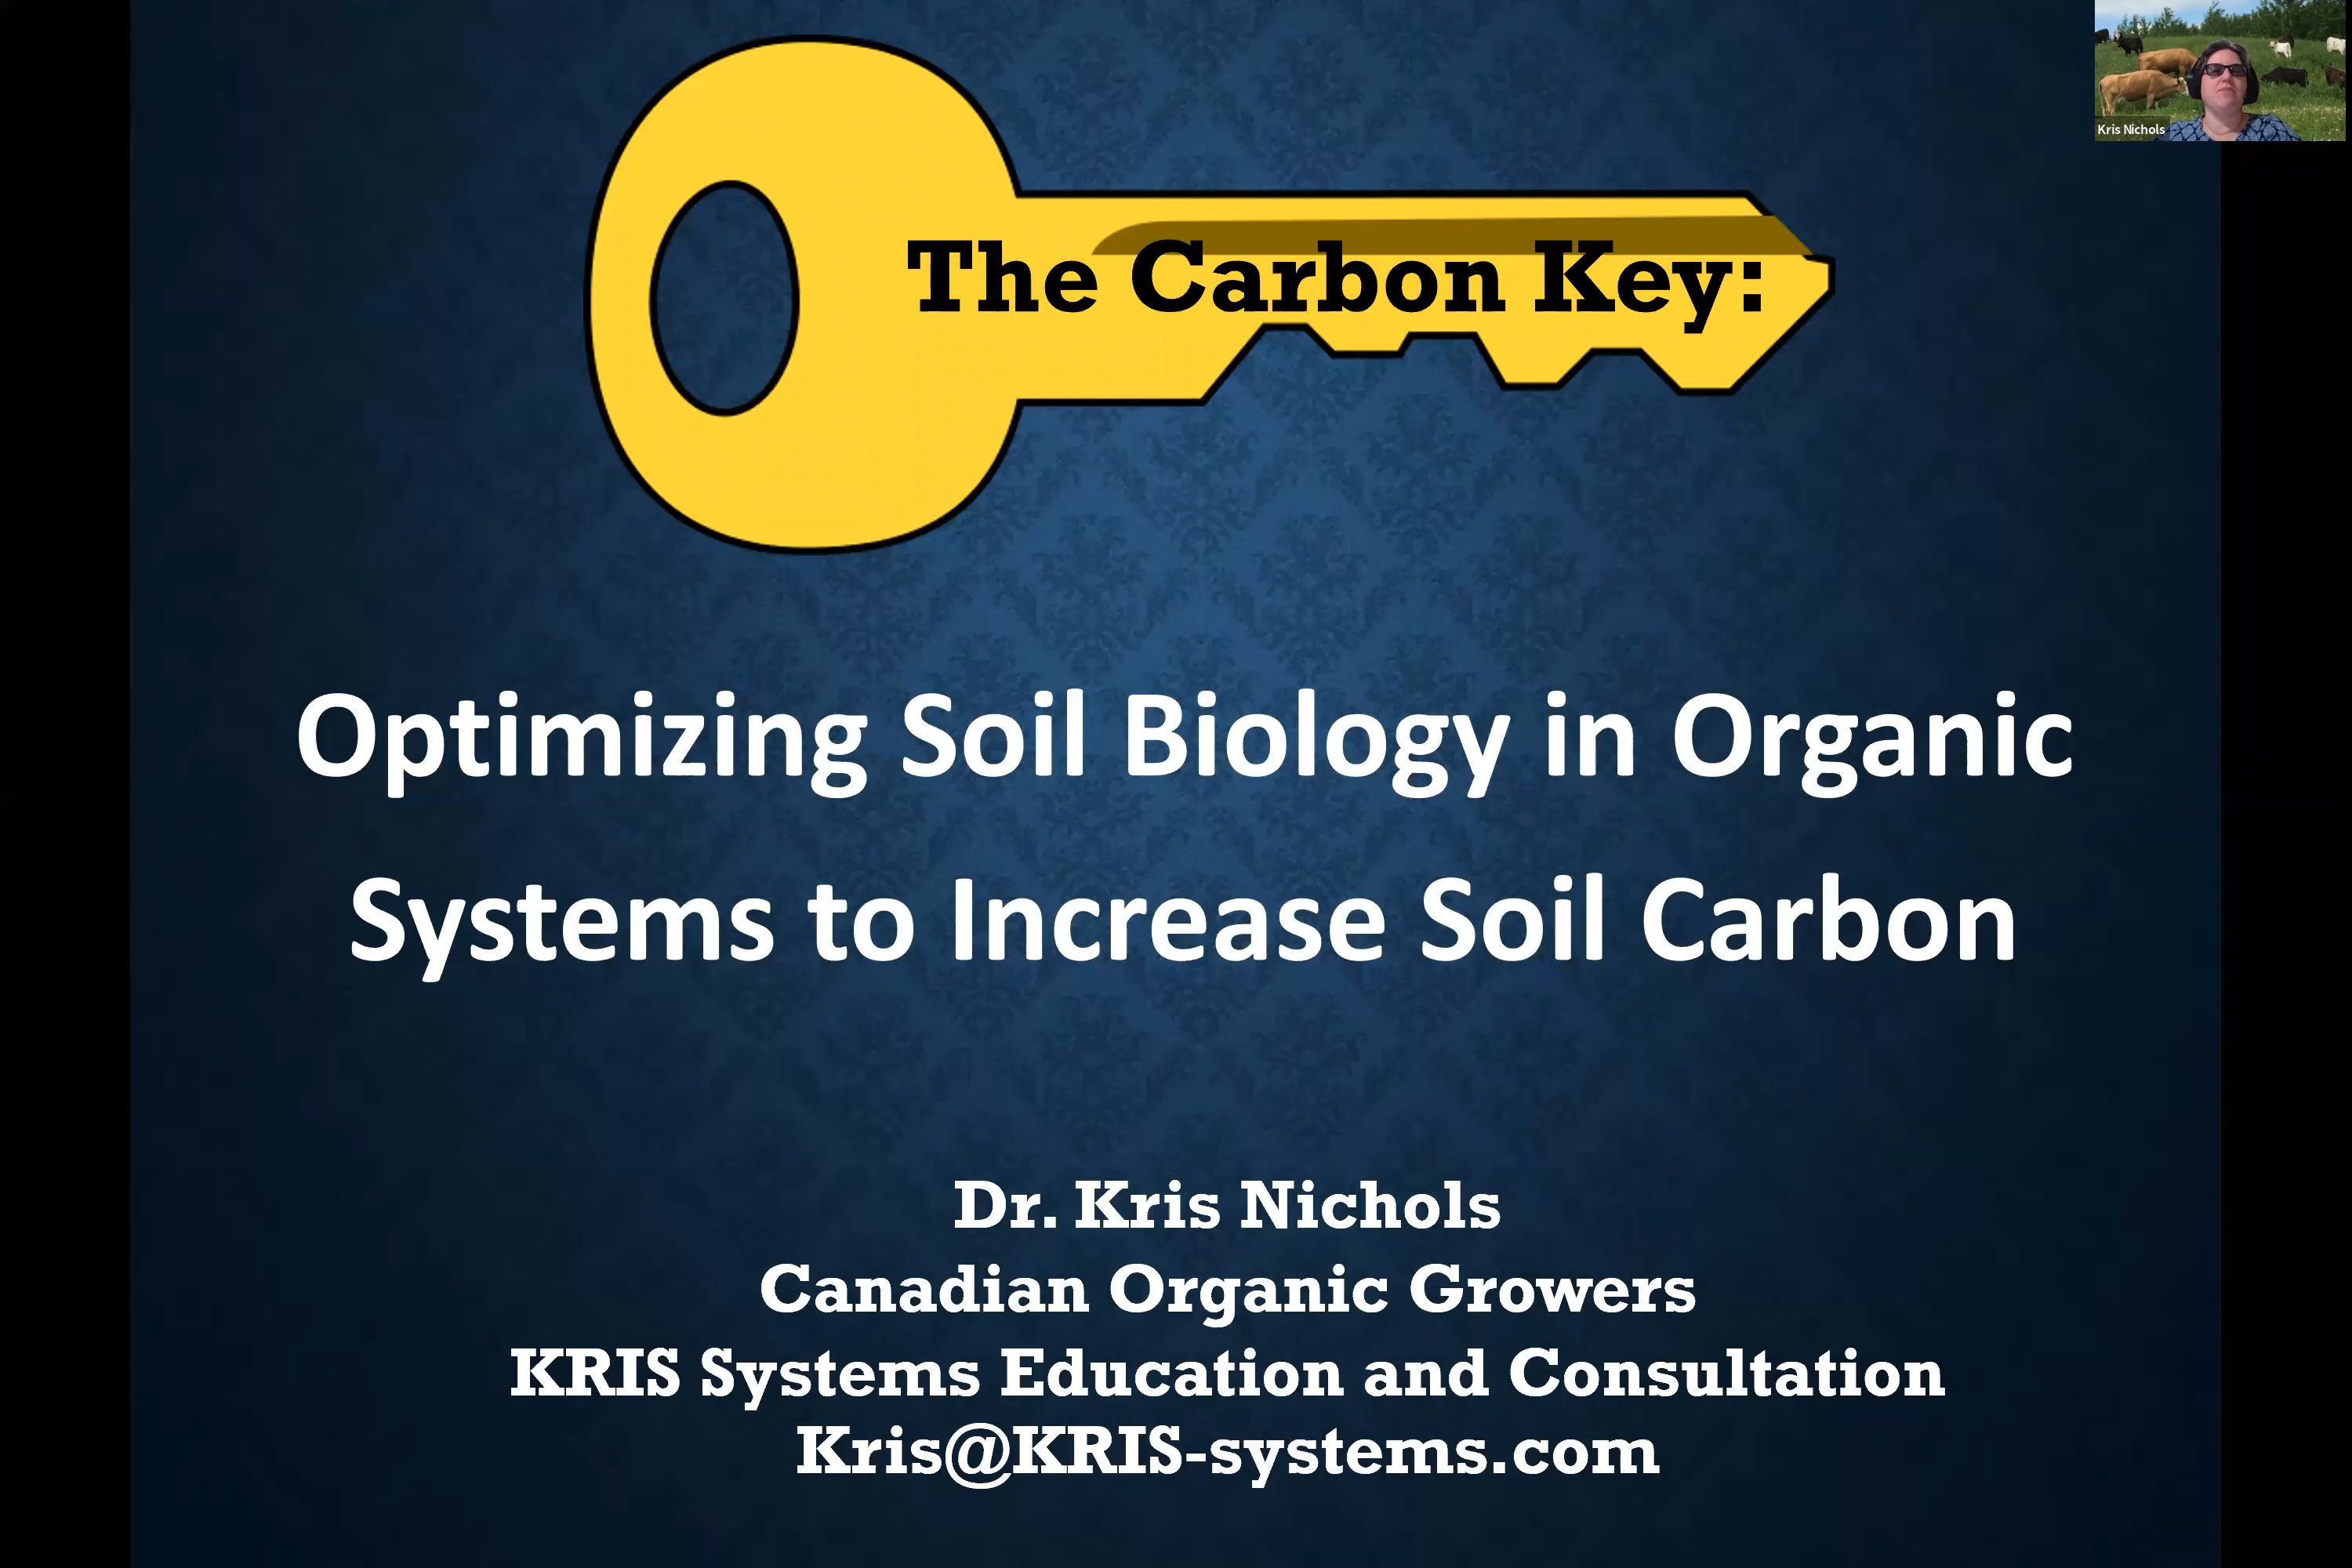 Kris Nichols
The Carbon Key:
Optimizing Soil Biology in Organic
Systems to Increase Soil Carbon
Dr. Kris Nichols
Canadian Organic Growers
KRIS Systems Education and Consultation
Kris@KRIS-systems.com